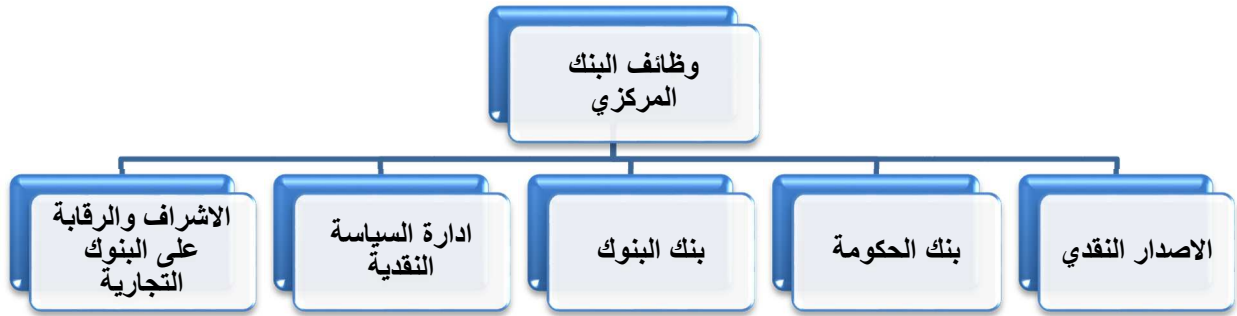 وظائف البنك
المركزي
الاصدار النقدي
بنك الحكومة
بنك البنوك
ادارة السياسة
النقدية
الاشراف والرقابة
على البنوك
التجارية